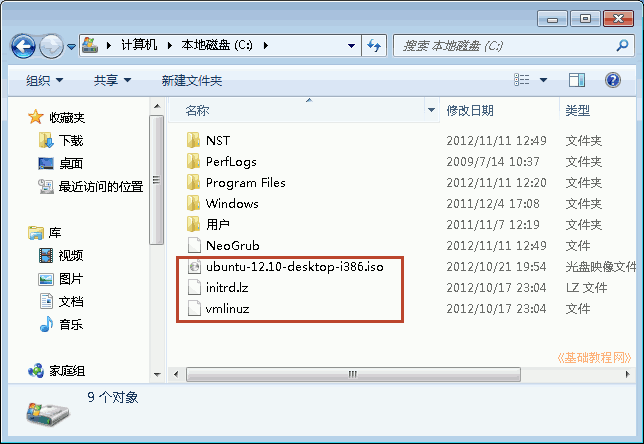 计算机 本地磁盘 (C:) 搜索 本地磁盘 (C:)
组织 共享 新建文件夹
收藏夹
下载
桌面
最近访问的位置
库
视频
图片
文档
音乐
家庭组
名称 修改日期 类型
NST 2012/11/11 12:49 文件夹
PerfLogs 2009/7/14 10:37 文件夹
Program Files 2012/11/11 12:20 文件夹
Windows 2011/12/4 17:08 文件夹
用户 2011/11/7 12:19 文件夹
NeoGrub 2012/11/11 12:49 文件
ubuntu-12.10-desktop-i386.iso 2012/10/21 19:54 光盘映像文件
initrd.lz 2012/10/17 23:04 LZ 文件
vmlinuz 2012/10/17 23:04 文件
《基础教程网》
9 个对象